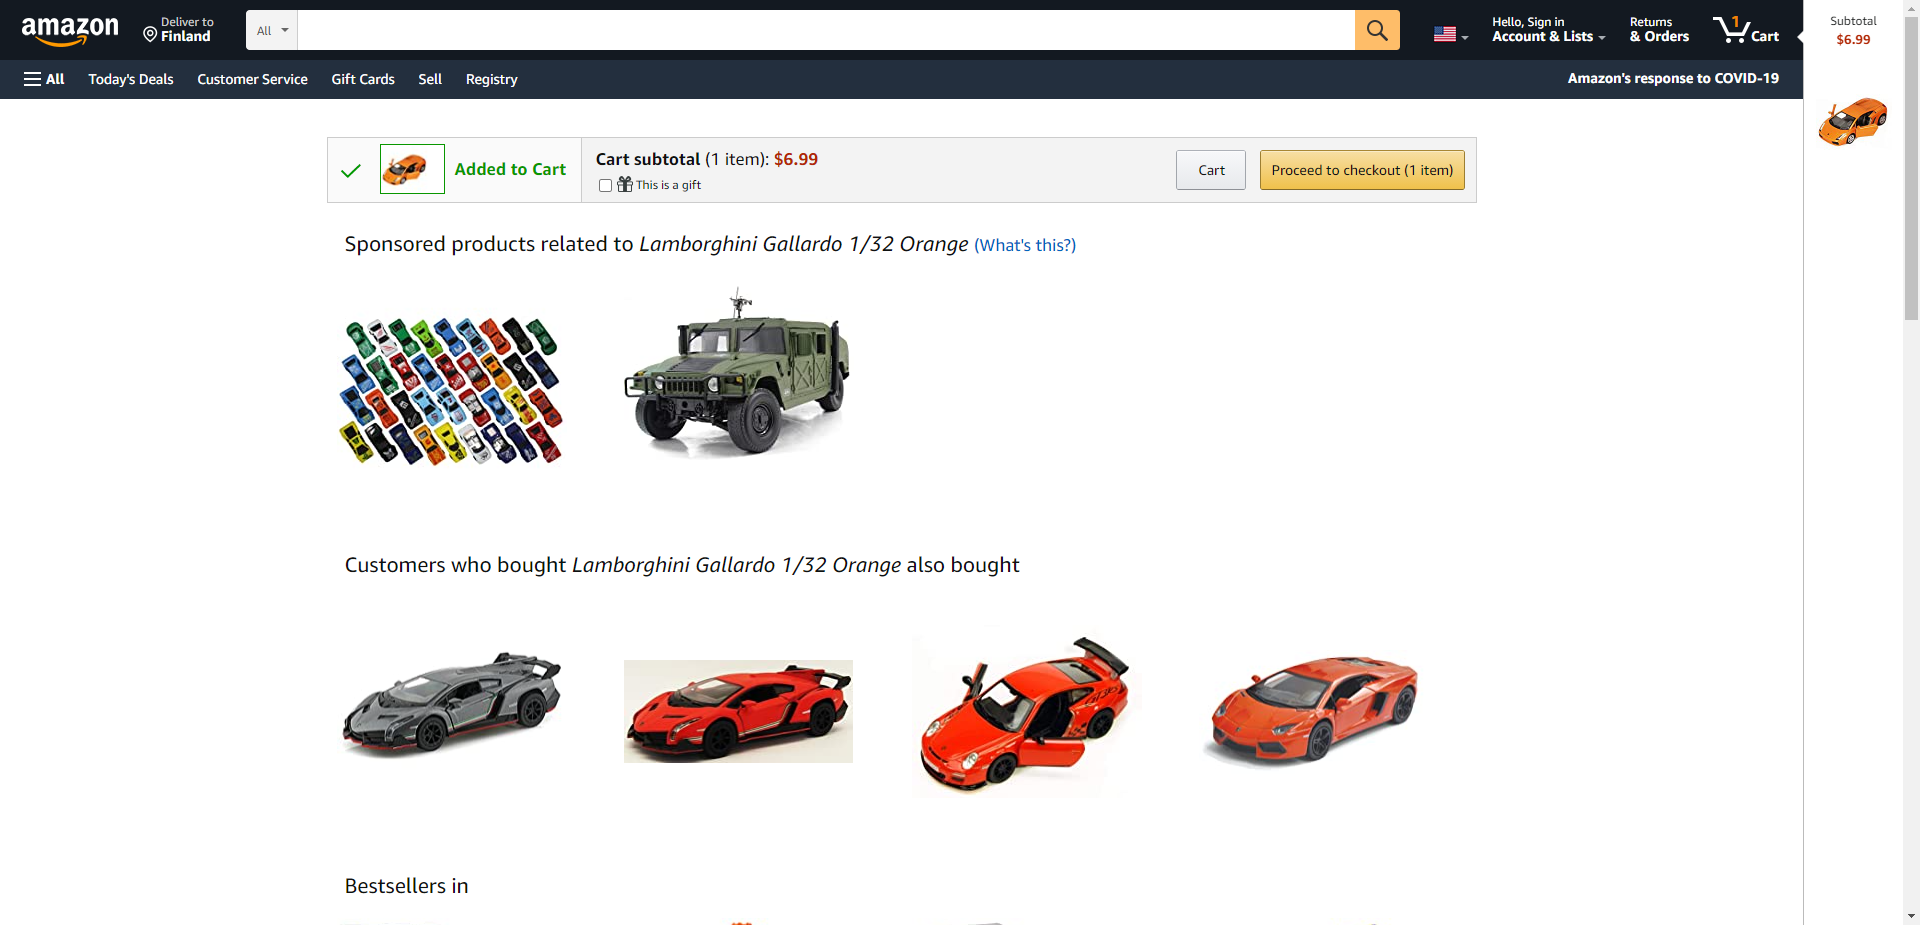 amazon
Deliver to
Finland
All
Hello, Sign in
Account & Lists
Returns
& Orders
1
Cart
Subtotal
$6.99
All
Today's Deals
Customer Service
Gift Cards
Sell
Registry
Amazon's response to COVID-19
Added to Cart
Cart subtotal (1 item): $6.99
This is a gift
Cart
Proceed to checkout (1 item)
Sponsored products related to Lamborghini Gallardo 1/32 Orange (What's this?)
Customers who bought Lamborghini Gallardo 1/32 Orange also bought
Bestsellers in